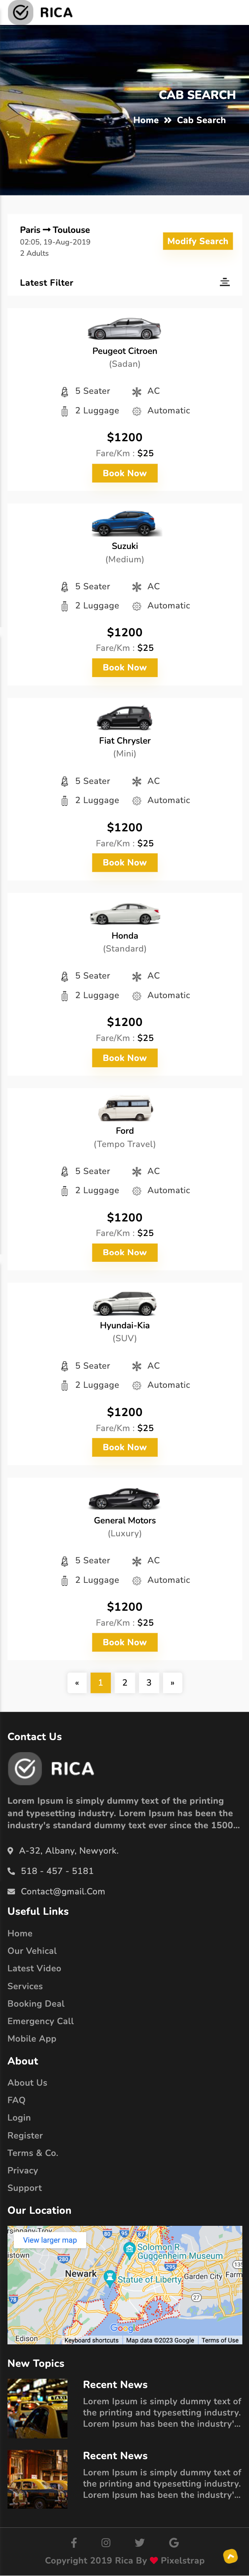 RICA
CAB SEARCH
Home » Cab Search
Paris → Toulouse
02:05, 19-Aug-2019
2 Adults
Modify Search
Latest Filter
Peugeot Citroen
(Sadan)
5 Seater AC
2 Luggage Automatic
$1200
Fare/Km : $25
Book Now
Suzuki
(Medium)
5 Seater AC
2 Luggage Automatic
$1200
Fare/Km : $25
Book Now
Fiat Chrysler
(Mini)
5 Seater AC
2 Luggage Automatic
$1200
Fare/Km : $25
Book Now
Honda
(Standard)
5 Seater AC
2 Luggage Automatic
$1200
Fare/Km : $25
Book Now
Ford
(Tempo Travel)
5 Seater AC
2 Luggage Automatic
$1200
Fare/Km : $25
Book Now
Hyundai-Kia
(SUV)
5 Seater AC
2 Luggage Automatic
$1200
Fare/Km : $25
Book Now
General Motors
(Luxury)
5 Seater AC
2 Luggage Automatic
$1200
Fare/Km : $25
Book Now
« 1 2 3 »
Contact Us
RICA
Lorem Ipsum is simply dummy text of the printing
and typesetting industry. Lorem Ipsum has been the
industry's standard dummy text ever since the 1500...
A-32, Albany, Newyork.
518 - 457 - 5181
Contact@gmail.Com
Useful Links
Home
Our Vehical
Latest Video
Services
Booking Deal
Emergency Call
Mobile App
About
About Us
FAQ
Login
Register
Terms & Co.
Privacy
Support
Our Location
View larger map
Solomon R.
Guggenheim Museum
Garden City
Farm
280
Newark
Statue of Liberty
Edison
Google
Keyboard shortcuts Map data ©2023 Google Terms of Use
New Topics
Recent News
Lorem Ipsum is simply dummy text of
the printing and typesetting industry.
Lorem Ipsum has been the industry'...
Recent News
Lorem Ipsum is simply dummy text of
the printing and typesetting industry.
Lorem Ipsum has been the industry'...
Copyright 2019 Rica By ❤ Pixelstrap